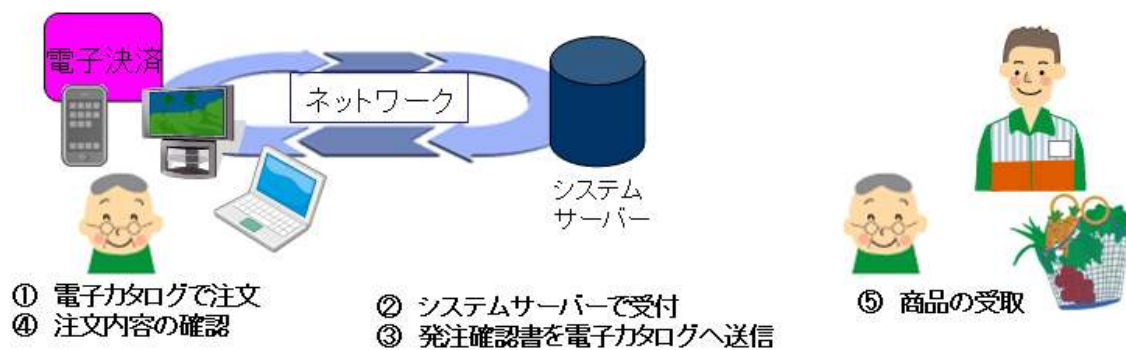 電子決済
ネットワーク
システム
サーバー
① 電子カタログで注文
④ 注文内容の確認
② システムサーバーで受付
③ 発注確認書を電子カタログへ送信
⑤ 商品の受取